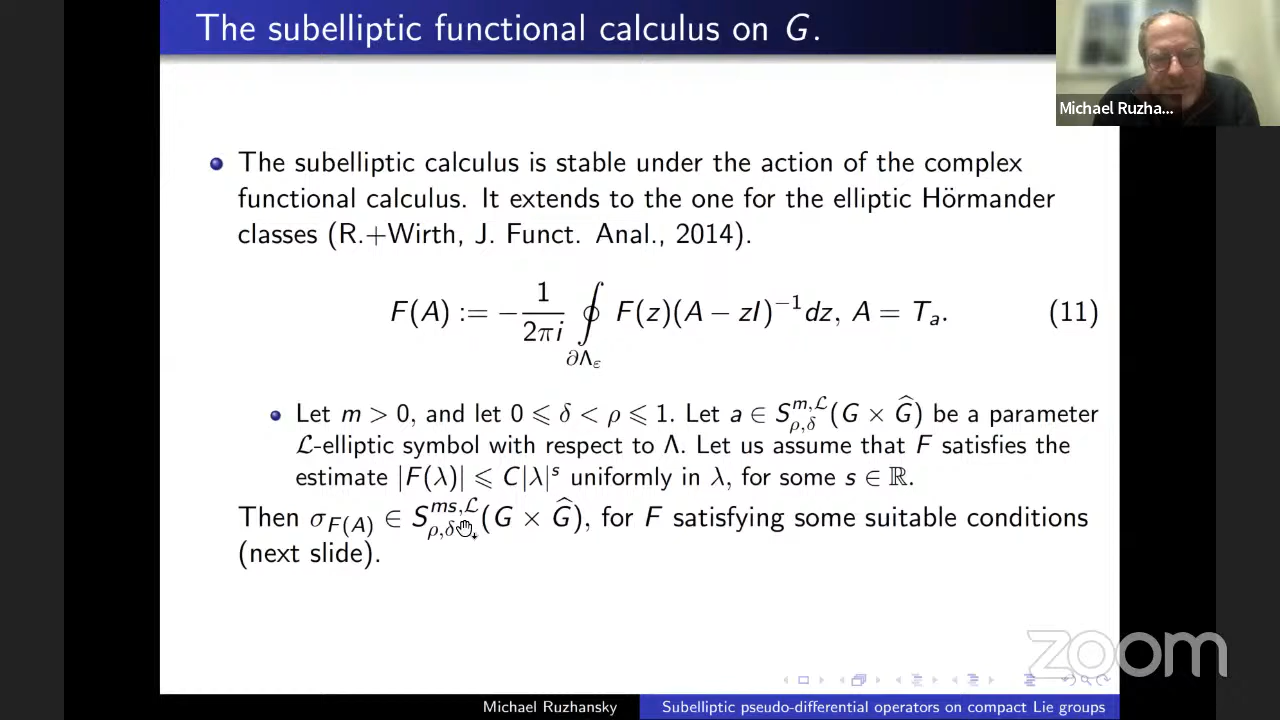 The subelliptic functional calculus on G.
Michael Ruzha...
The subelliptic calculus is stable under the action of the complex
functional calculus. It extends to the one for the elliptic Hörmander
classes (R.+Wirth, J. Funct. Anal., 2014).
F(A) := −\frac{1}{2πi} ∮_{∂Λ_ε} F(z)(A − zI)^{−1}dz, A = T_a. (11)
Let m > 0, and let 0 ⩽ δ < ρ ⩽ 1. Let a ∈ S^{m,ℒ}_{ρ,δ}(G × Ĝ) be a parameter
ℒ-elliptic symbol with respect to Λ. Let us assume that F satisfies the
estimate |F(λ)| ⩽ C|λ|^s uniformly in λ, for some s ∈ ℝ.
Then σ_{F(A)} ∈ S^{ms,ℒ}_{ρ,δ}(G × Ĝ), for F satisfying some suitable conditions
(next slide).
zoom
Michael Ruzhansky
Subelliptic pseudo-differential operators on compact Lie groups